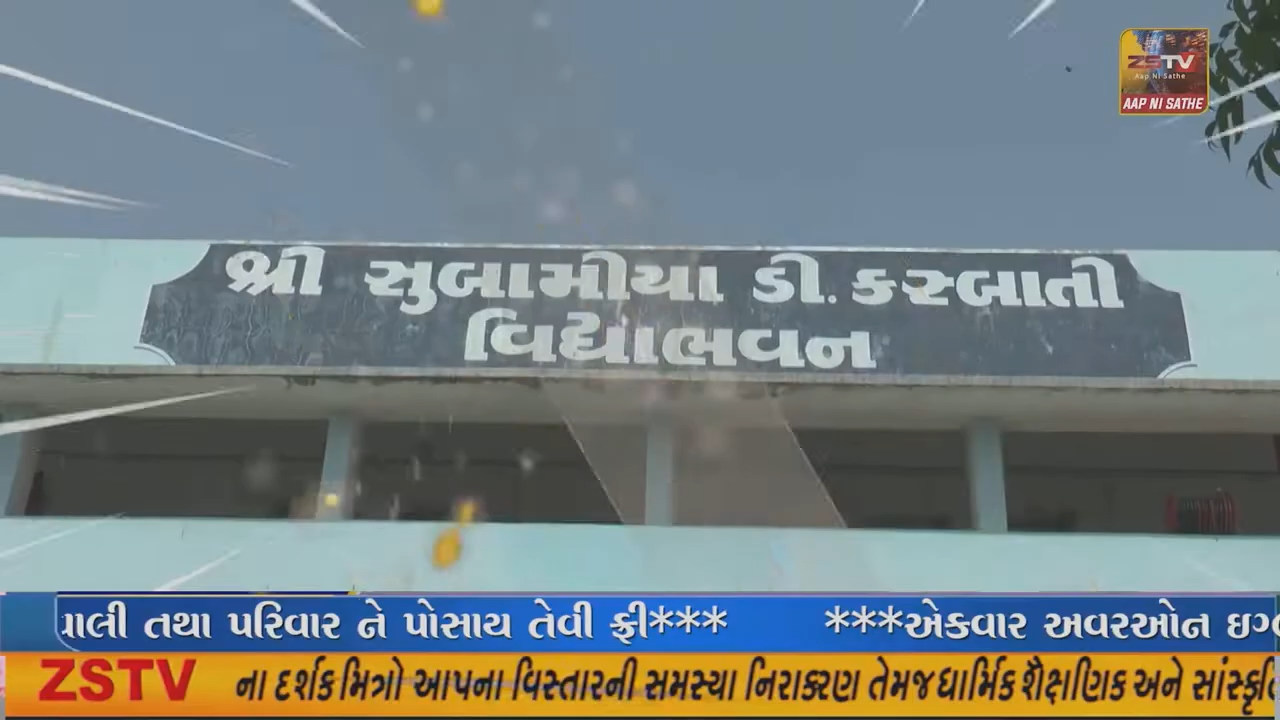 ZSTV
Aap Ni Sathe
AAP NI SATHE
શ્રી સુબામીયા ડી. કરબાતી
વિદ્યાભવન
તથા પરિવાર ને પોસાય તેવી ફ્રી*** ***એકવાર અવરઓન
ZSTV ના દર્શક મિત્રો આપના વિસ્તારની સમસ્યા નિરાકરણ તેમજ ધાર્મિક શૈક્ષણિક અને